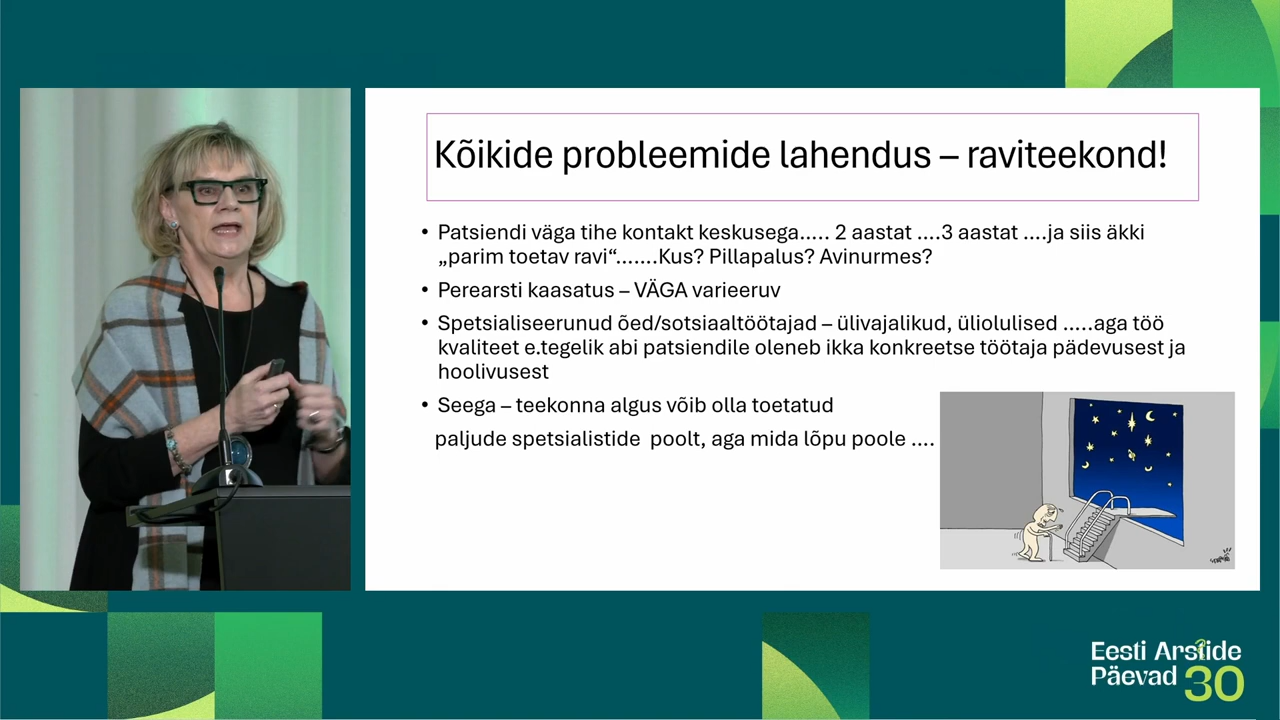 Kõikide probleemide lahendus – raviteekond!
• Patsiendi väga tihe kontakt keskusega..... 2 aastat ....3 aastat ....ja siis äkki
„parim toetav ravi“.......Kus? Pillapalus? Avinurmes?
• Perearsti kaasatus – VÄGA varieeruv
• Spetsialiseerunud õed/sotsiaaltöötajad – ülivajalikud, üliolulised .....aga töö
kvaliteet e.tegelik abi patsiendile oleneb ikka konkreetse töötaja pädevusest ja
hoolivusest
• Seega – teekonna algus võib olla toetatud
paljude spetsialistide poolt, aga mida lõpu poole ....
Eesti Arstide
Päevad 30